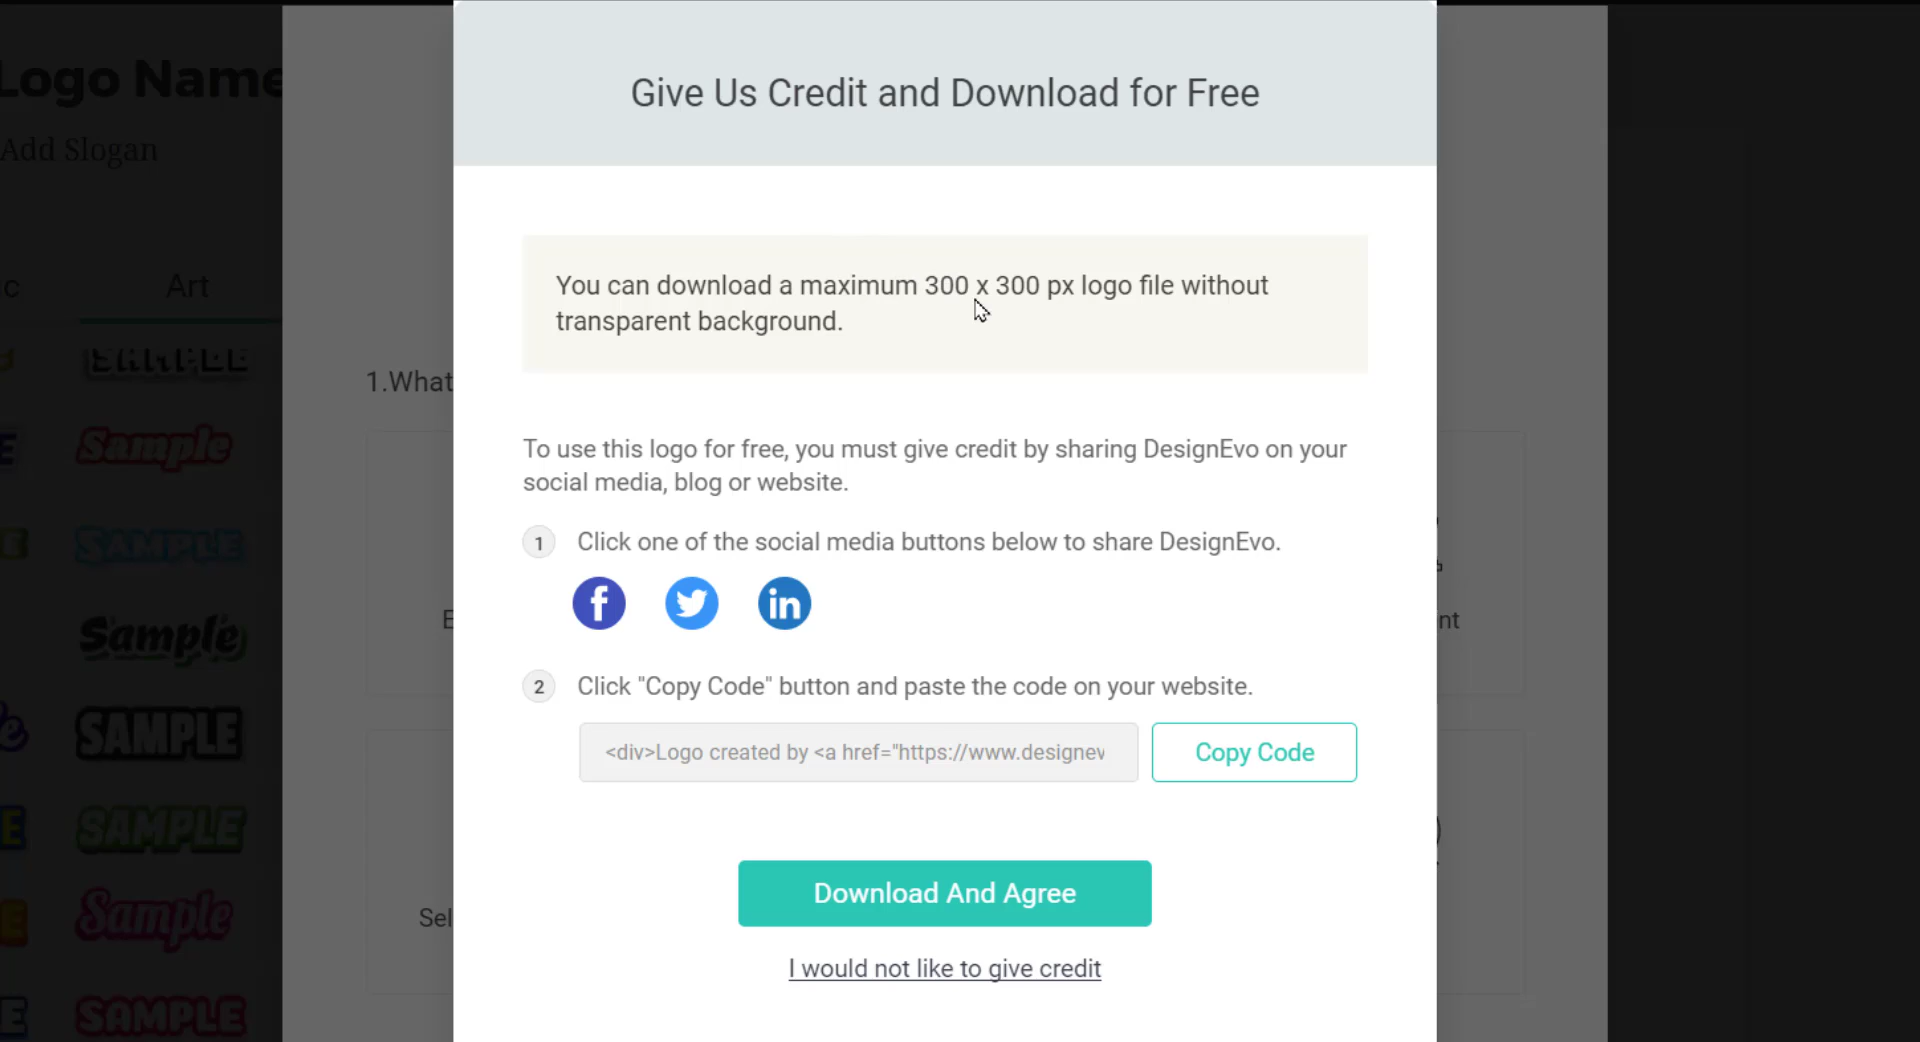 Logo Name
Add Slogan
c
Art
SAMPLE
Sample
SAMPLE
Sample
SAMPLE
SAMPLE
Sample
SAMPLE
E
E
E
E
e
1.What
E
Sel
nt
Give Us Credit and Download for Free
You can download a maximum 300 x 300 px logo file without
transparent background.
To use this logo for free, you must give credit by sharing DesignEvo on your
social media, blog or website.
1 Click one of the social media buttons below to share DesignEvo.
f in
2 Click "Copy Code" button and paste the code on your website.
<div>Logo created by <a href="https://www.designev
Copy Code
Download And Agree
I would not like to give credit